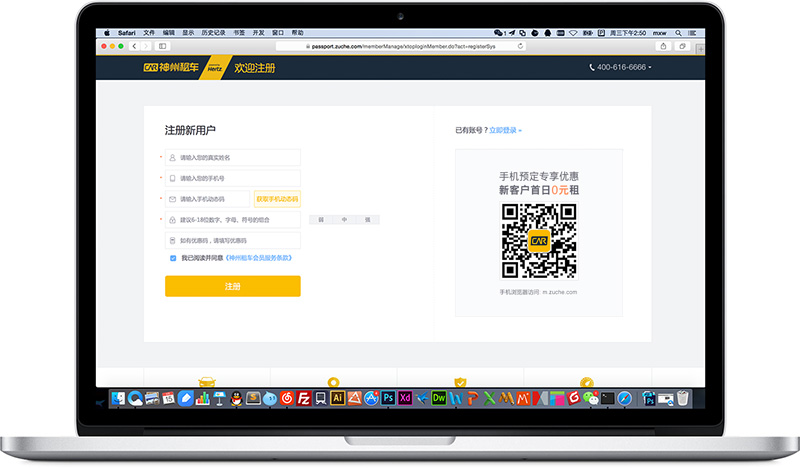 Safari 文件 编辑 显示 历史记录 书签 开发 窗口 帮助
周三下午2:50 mxw
passport.zuche.com/memberManage/xtoploginMember.do?act=registerSys
CAR 神州租车 Hertz 欢迎注册
400-616-6666
注册新用户
已有账号？立即登录 »
* 请输入您的真实姓名
* 请输入您的手机号
* 请输入手机动态码 获取手机动态码
* 建议6-18位数字、字母、符号的组合 弱 中 强
如有优惠码，请填写优惠码
我已阅读并同意《神州租车会员服务条款》
注册
手机预定专享优惠
新客户首日0元租
CAR
手机浏览器访问 m.zuche.com
Ai Ps Xd Dw